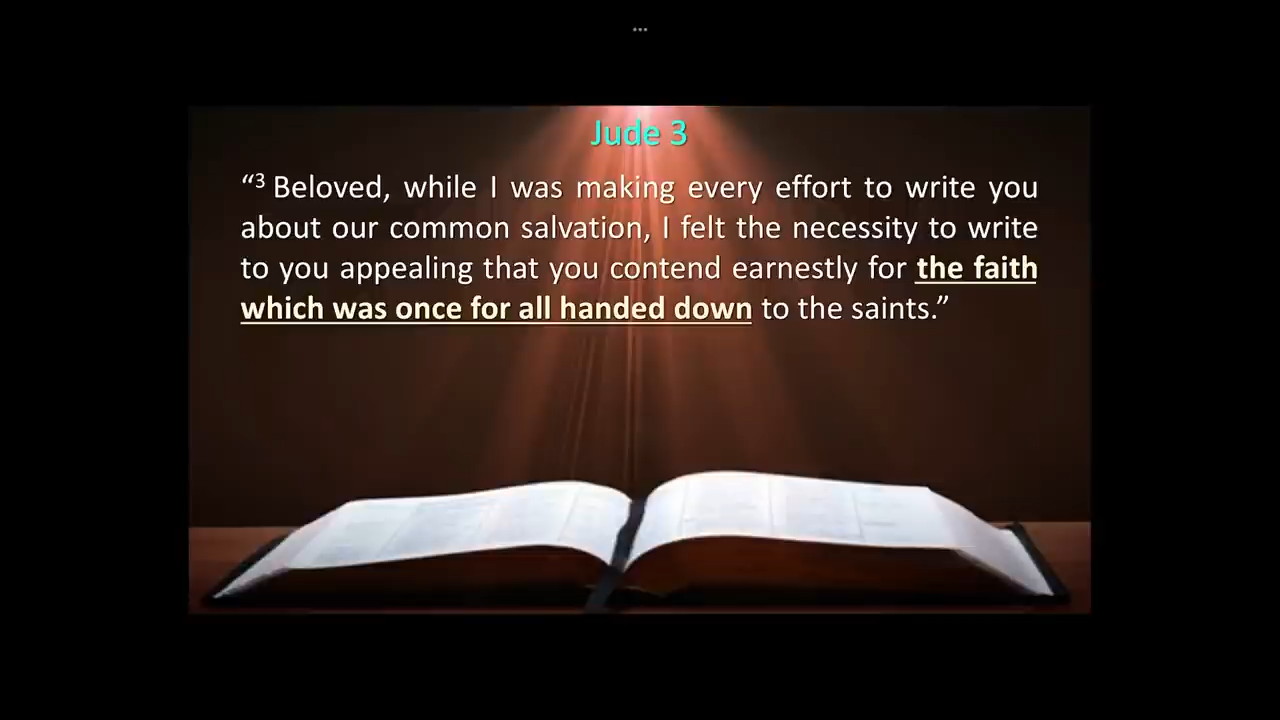 Jude 3
“³ Beloved, while I was making every effort to write you
about our common salvation, I felt the necessity to write
to you appealing that you contend earnestly for the faith
which was once for all handed down to the saints.”